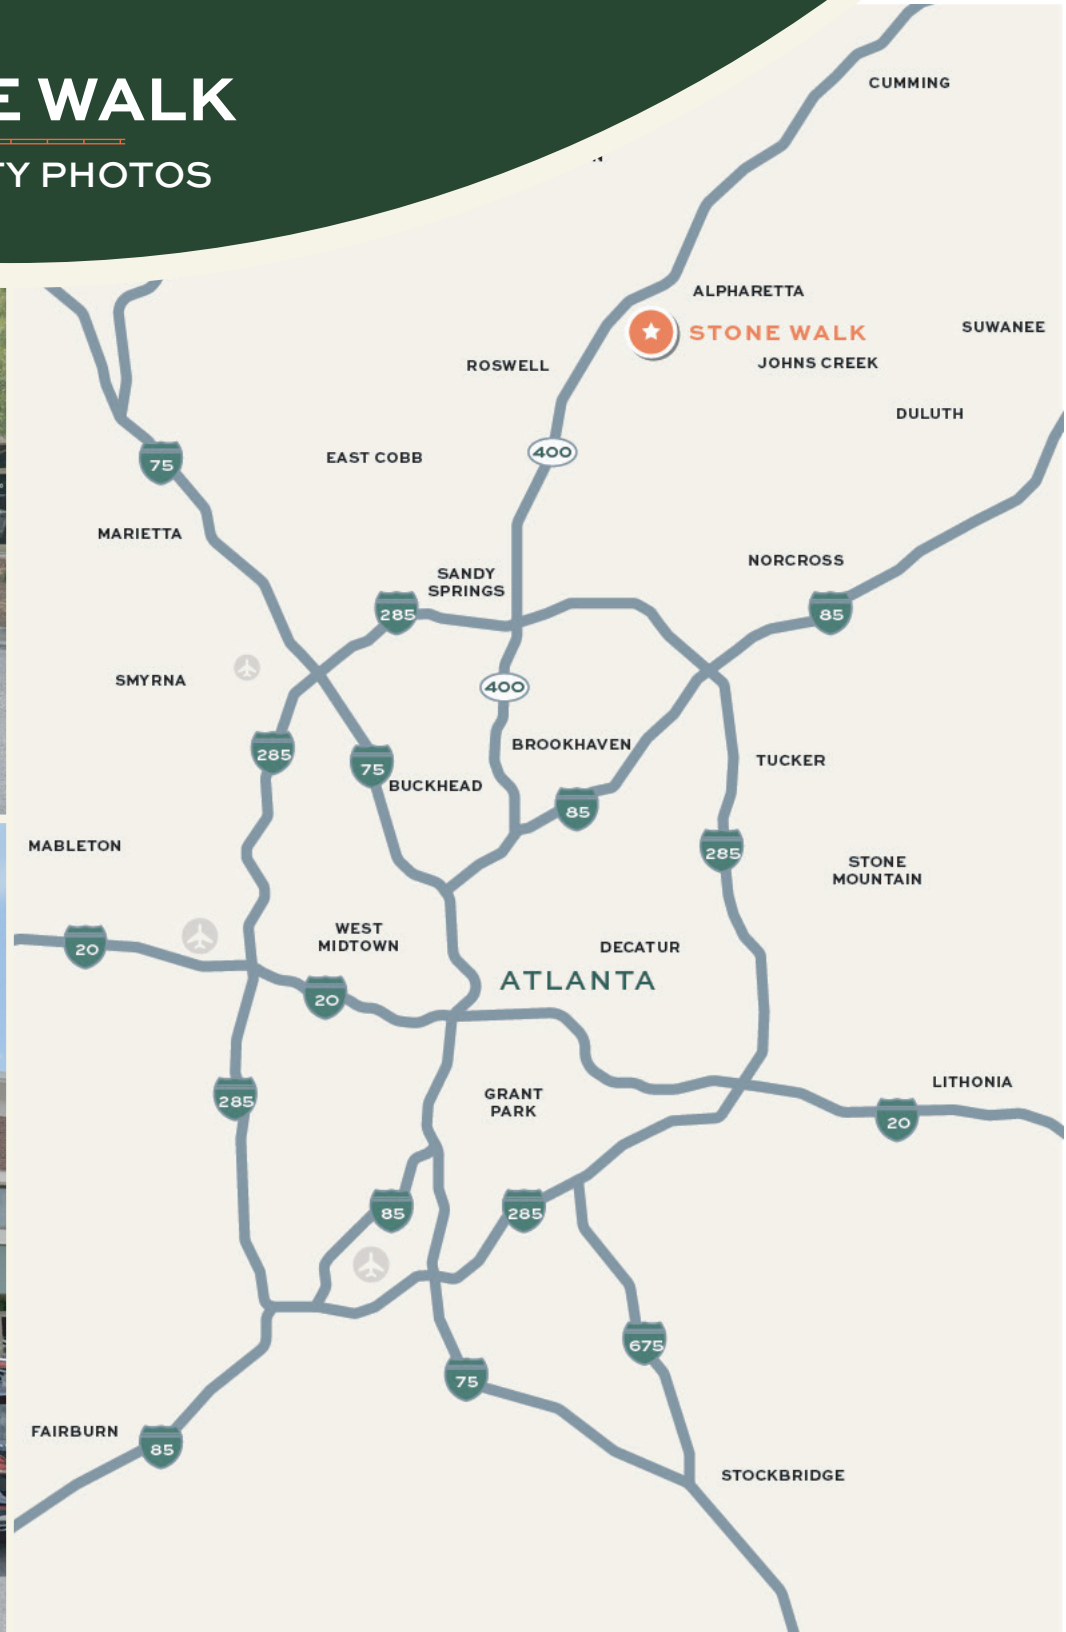 E WALK
TY PHOTOS
CUMMING
ALPHARETTA
STONE WALK
SUWANEE
JOHNS CREEK
ROSWELL
DULUTH
400
EAST COBB
75
MARIETTA
NORCROSS
SANDY
SPRINGS
285
85
SMYRNA
400
BROOKHAVEN
285
75
TUCKER
BUCKHEAD
85
MABLETON
285
STONE
MOUNTAIN
WEST
MIDTOWN
20
DECATUR
ATLANTA
20
LITHONIA
GRANT
PARK
285
20
85
285
675
75
FAIRBURN
85
STOCKBRIDGE